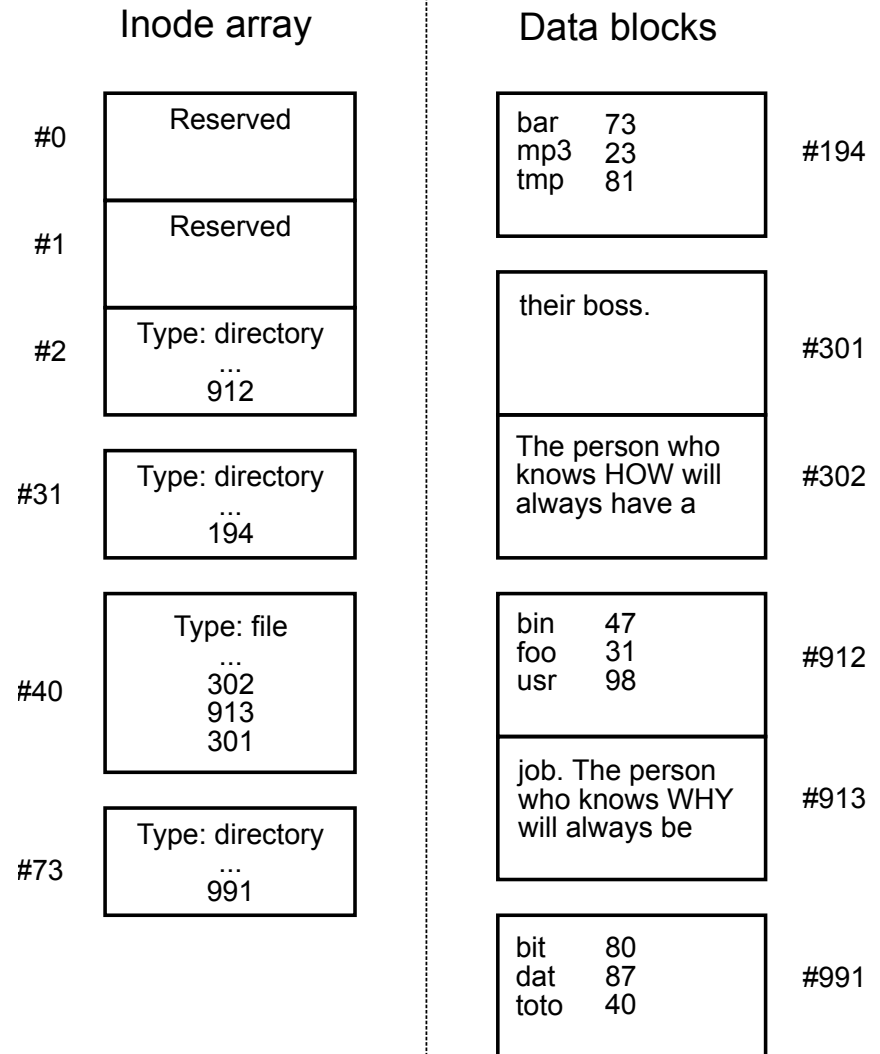 Inode array
#0
Reserved
#1
Reserved
#2
Type: directory
...
912
#31
Type: directory
...
194
#40
Type: file
...
302
913
301
#73
Type: directory
...
991
Data blocks
bar 73
mp3 23
tmp 81
#194
their boss.
#301
The person who
knows HOW will
always have a
#302
bin 47
foo 31
usr 98
#912
job. The person
who knows WHY
will always be
#913
bit 80
dat 87
toto 40
#991